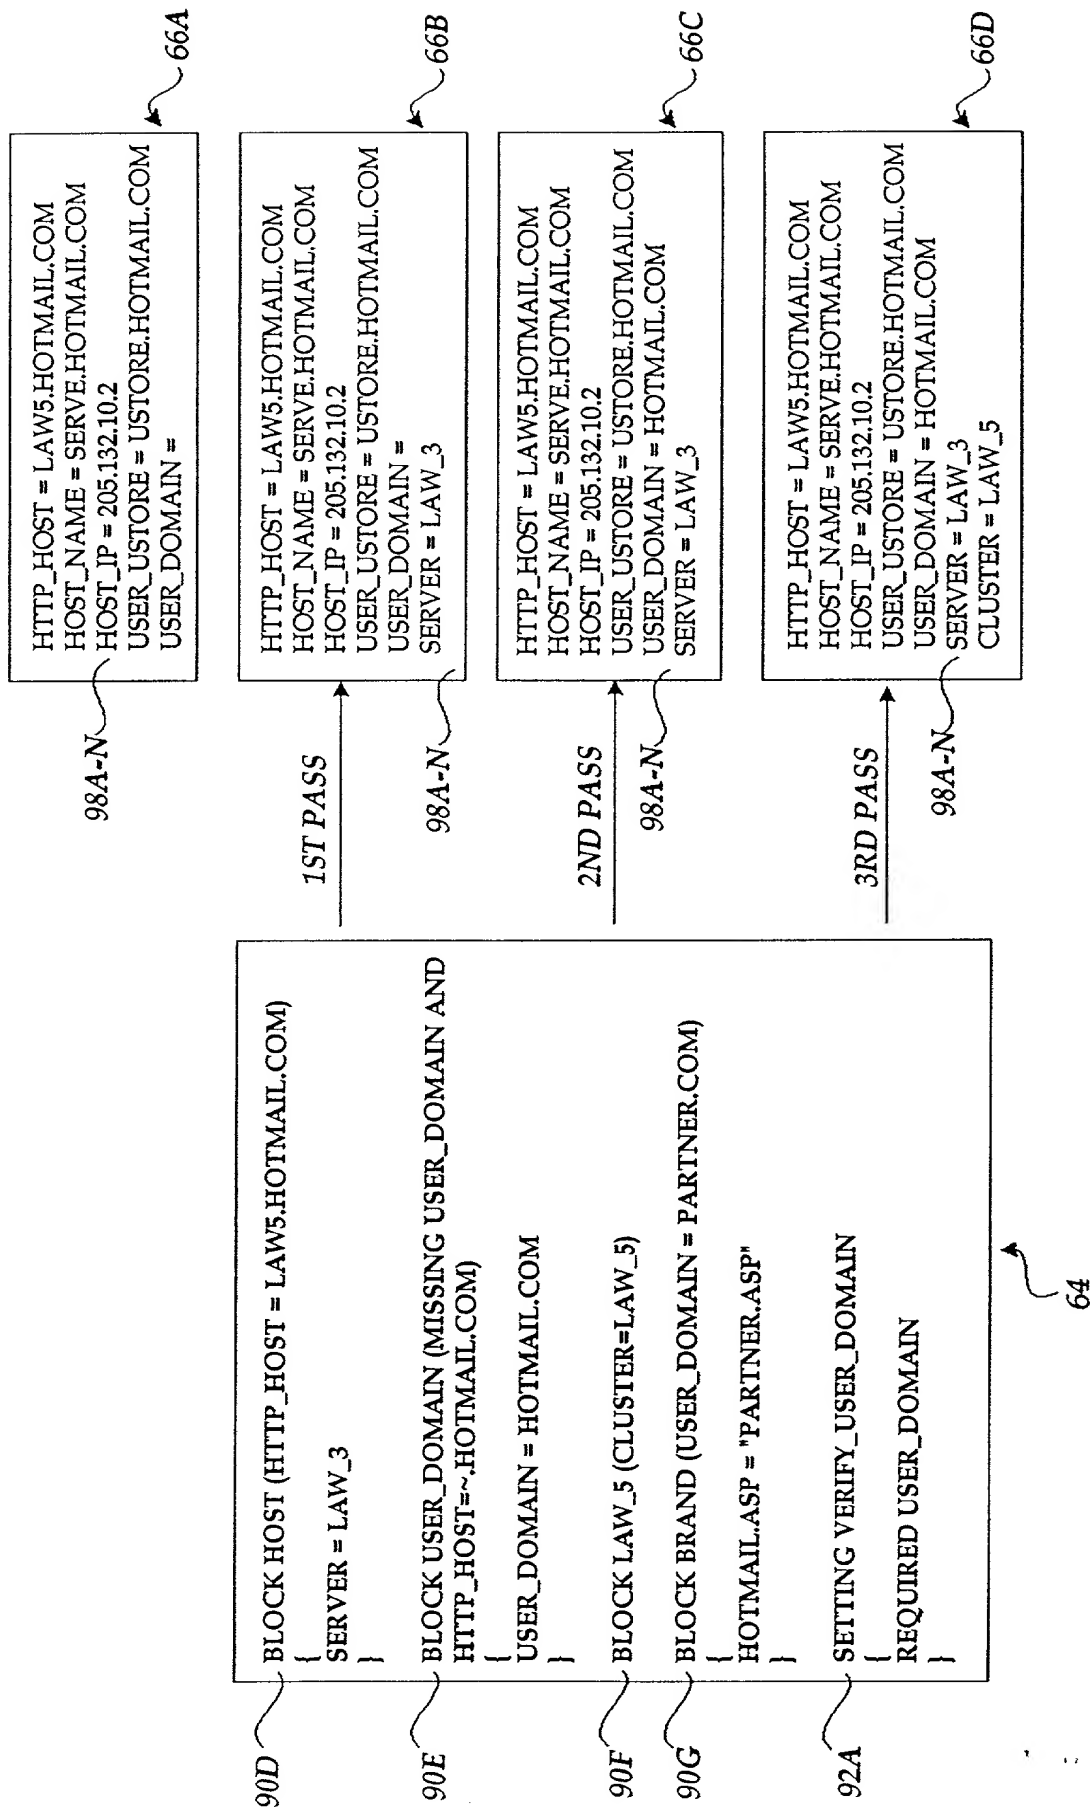 66A
HTTP_HOST = LAW5.HOTMAIL.COM
HOST_NAME = SERVE.HOTMAIL.COM
HOST_IP = 205.132.10.2
USER_USTORE = USTORE.HOTMAIL.COM
USER_DOMAIN =
98A-N
66B
HTTP_HOST = LAW5.HOTMAIL.COM
HOST_NAME = SERVE.HOTMAIL.COM
HOST_IP = 205.132.10.2
USER_USTORE = USTORE.HOTMAIL.COM
USER_DOMAIN =
SERVER = LAW_3
98A-N
1ST PASS
66C
HTTP_HOST = LAW5.HOTMAIL.COM
HOST_NAME = SERVE.HOTMAIL.COM
HOST_IP = 205.132.10.2
USER_USTORE = USTORE.HOTMAIL.COM
USER_DOMAIN = HOTMAIL.COM
SERVER = LAW_3
98A-N
2ND PASS
66D
HTTP_HOST = LAW5.HOTMAIL.COM
HOST_NAME = SERVE.HOTMAIL.COM
HOST_IP = 205.132.10.2
USER_USTORE = USTORE.HOTMAIL.COM
USER_DOMAIN = HOTMAIL.COM
SERVER = LAW_3
CLUSTER = LAW_5
98A-N
3RD PASS
90D
BLOCK HOST (HTTP_HOST = LAW5.HOTMAIL.COM)
{
SERVER = LAW_3
}
90E
BLOCK USER_DOMAIN (MISSING USER_DOMAIN AND
HTTP_HOST=~.HOTMAIL.COM)
{
USER_DOMAIN = HOTMAIL.COM
}
90F
BLOCK LAW_5 (CLUSTER=LAW_5)
90G
BLOCK BRAND (USER_DOMAIN = PARTNER.COM)
{
HOTMAIL.ASP = "PARTNER.ASP"
}
92A
SETTING VERIFY_USER_DOMAIN
{
REQUIRED USER_DOMAIN
}
64